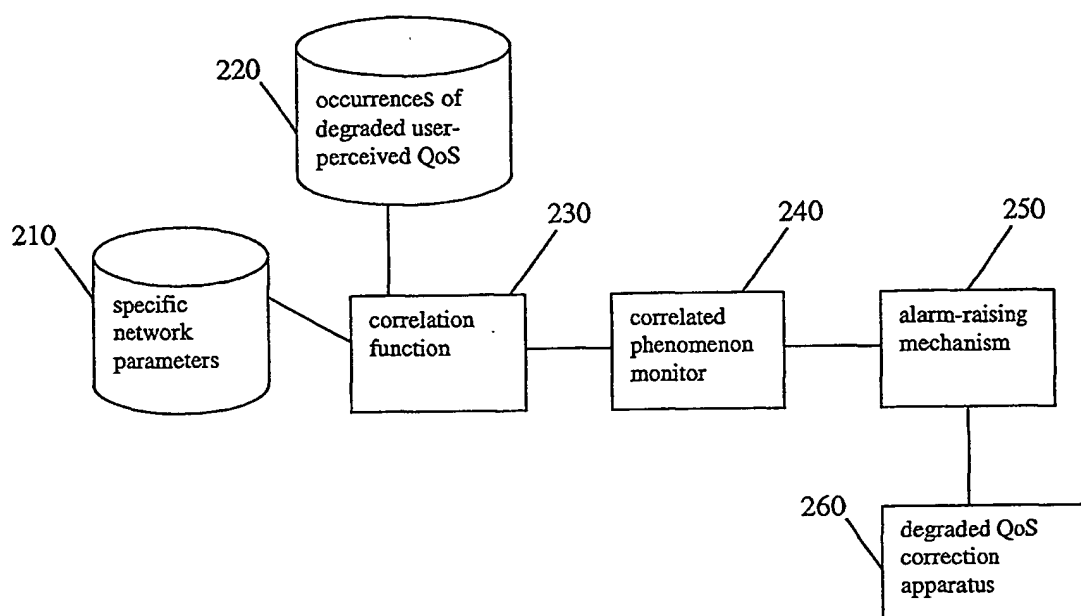 220
occurrences of
degraded user-
perceived QoS
210
specific
network
parameters
230
correlation
function
240
correlated
phenomenon
monitor
250
alarm-raising
mechanism
260
degraded QoS
correction
apparatus